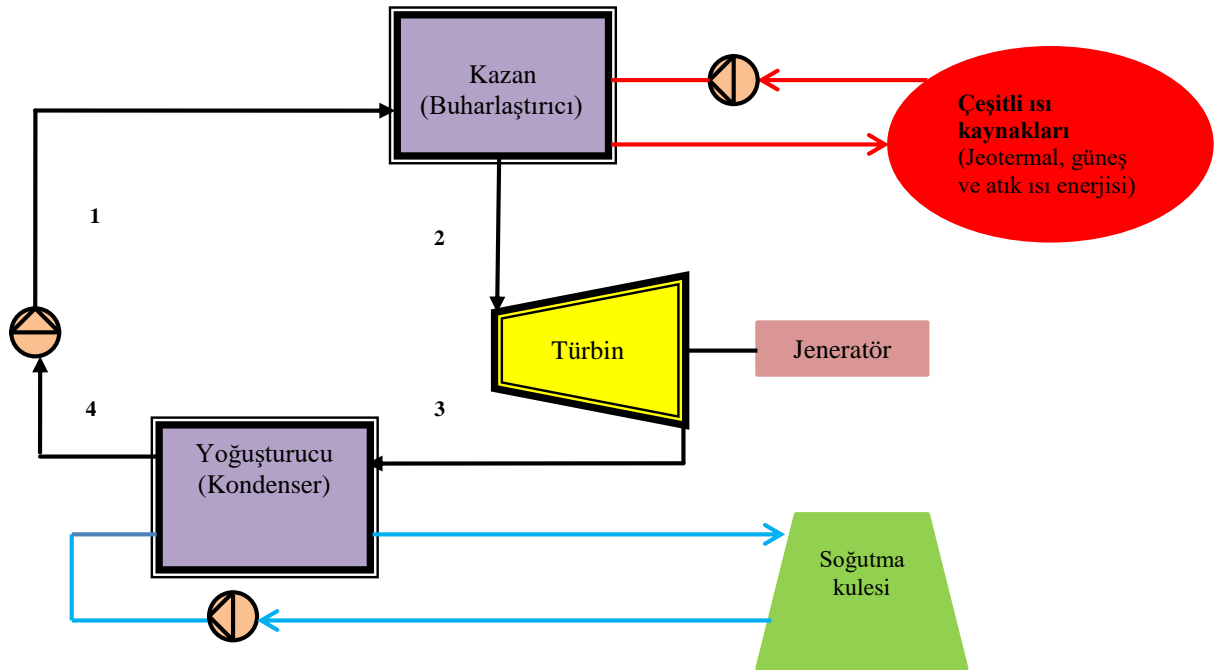 Kazan
(Buharlaştırıcı)
Çeşitli ısı
kaynakları
(Jeotermal, güneş
ve atık ısı enerjisi)
1
2
Türbin
Jeneratör
4
3
Yoğuşturucu
(Kondenser)
Soğutma
kulesi